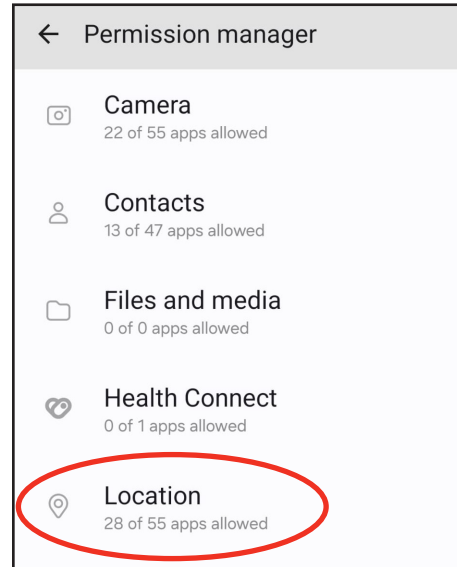 Permission manager
Camera
22 of 55 apps allowed
Contacts
13 of 47 apps allowed
Files and media
0 of 0 apps allowed
Health Connect
0 of 1 apps allowed
Location
28 of 55 apps allowed